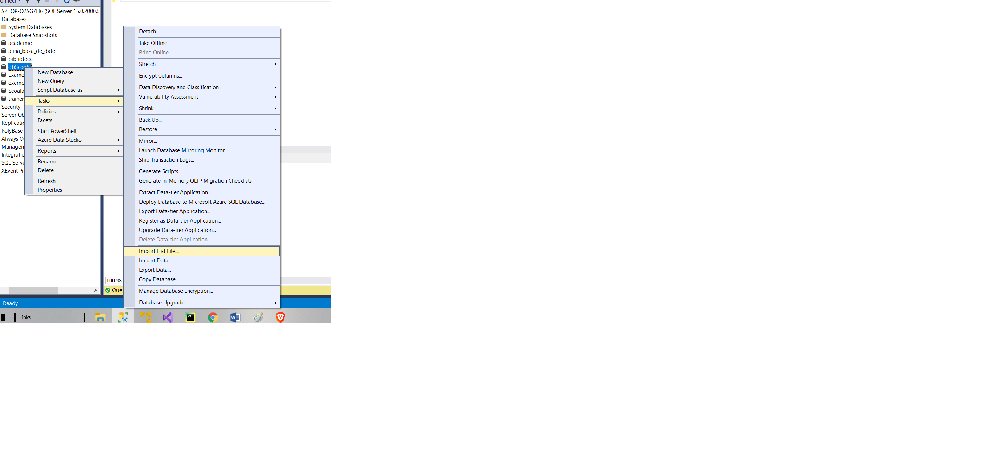 onnect
ESKTOP-Q2SG7H6 (SQL Server 15.0.2000.5
Databases
System Databases
Database Snapshots
academie
alina_baza_de_date
biblioteca
dbScoala
Exame
exemp
Scoala
trainer
Security
Server Ob
Replicatio
PolyBase
Always O
Managem
Integratio
SQL Serve
XEvent Pr
New Database...
New Query
Script Database as
Tasks
Policies
Facets
Start PowerShell
Azure Data Studio
Reports
Rename
Delete
Refresh
Properties
Detach...
Take Offline
Bring Online
Stretch
Encrypt Columns...
Data Discovery and Classification
Vulnerability Assessment
Shrink
Back Up...
Restore
Mirror...
Launch Database Mirroring Monitor...
Ship Transaction Logs...
Generate Scripts...
Generate In-Memory OLTP Migration Checklists
Extract Data-tier Application...
Deploy Database to Microsoft Azure SQL Database...
Export Data-tier Application...
Register as Data-tier Application...
Upgrade Data-tier Application...
Delete Data-tier Application...
Import Flat File...
Import Data...
Export Data...
Copy Database...
Manage Database Encryption...
Database Upgrade
100 %
Quer
Ready
Links
PC
W